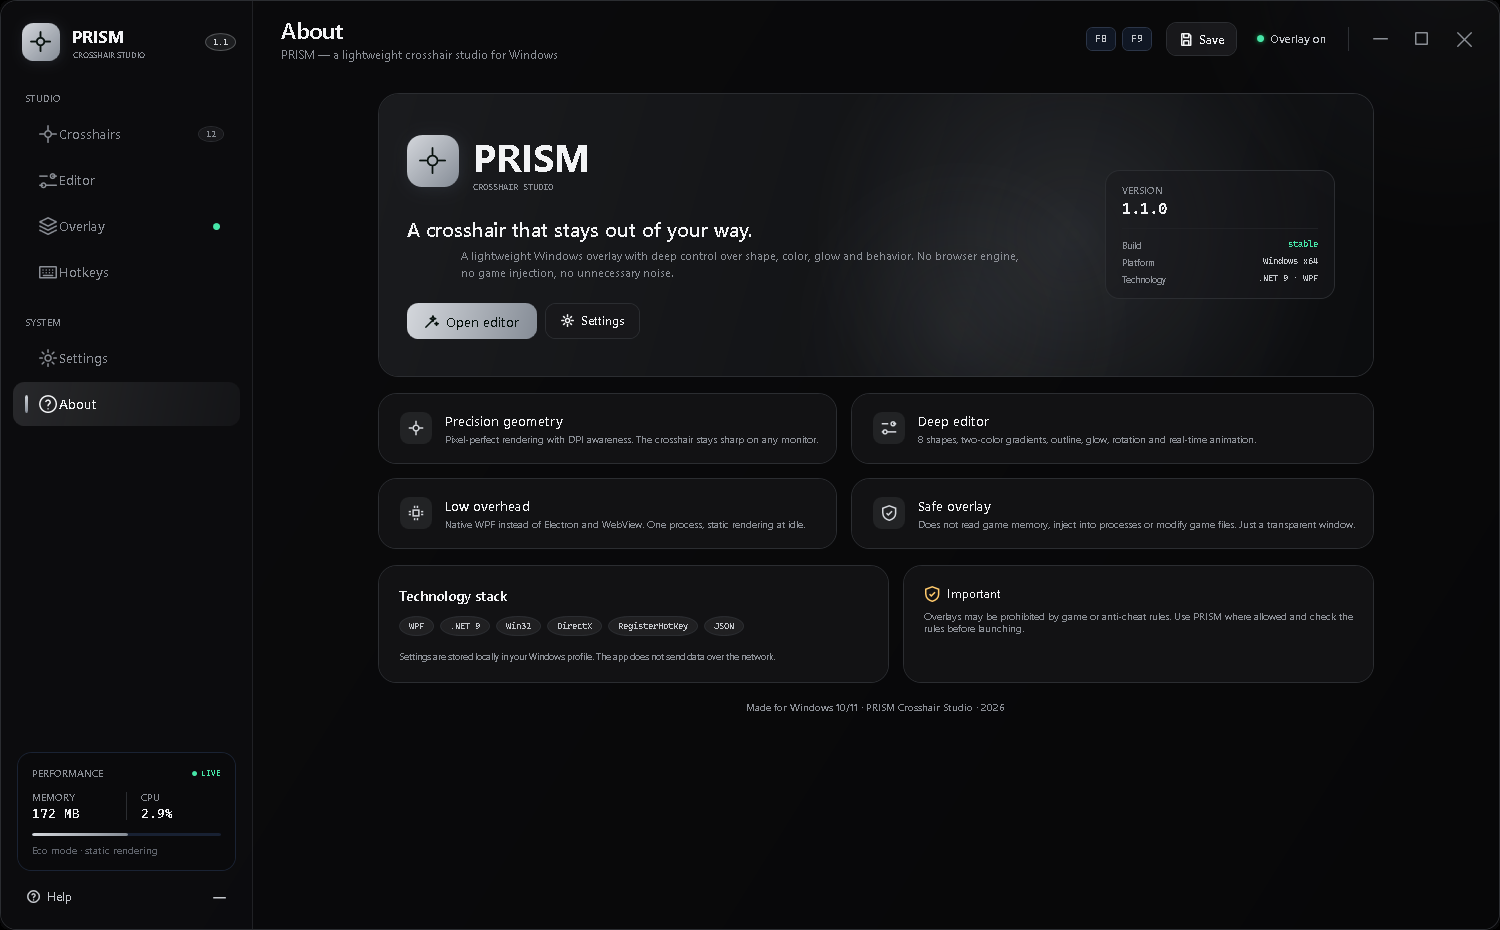 PRISM
CROSSHAIR STUDIO
1.1
STUDIO
Crosshairs
12
Editor
Overlay
Hotkeys
SYSTEM
Settings
About
PERFORMANCE
LIVE
MEMORY
172 MB
CPU
2.9%
Eco mode · static rendering
Help
About
PRISM — a lightweight crosshair studio for Windows
F8
F9
Save
Overlay on
PRISM
CROSSHAIR STUDIO
A crosshair that stays out of your way.
A lightweight Windows overlay with deep control over shape, color, glow and behavior. No browser engine,
no game injection, no unnecessary noise.
Open editor
Settings
VERSION
1.1.0
Build stable
Platform Windows x64
Technology .NET 9 · WPF
Precision geometry
Pixel-perfect rendering with DPI awareness. The crosshair stays sharp on any monitor.
Deep editor
8 shapes, two-color gradients, outline, glow, rotation and real-time animation.
Low overhead
Native WPF instead of Electron and WebView. One process, static rendering at idle.
Safe overlay
Does not read game memory, inject into processes or modify game files. Just a transparent window.
Technology stack
WPF
.NET 9
Win32
DirectX
RegisterHotKey
JSON
Settings are stored locally in your Windows profile. The app does not send data over the network.
Important
Overlays may be prohibited by game or anti-cheat rules. Use PRISM where allowed and check the
rules before launching.
Made for Windows 10/11 · PRISM Crosshair Studio · 2026